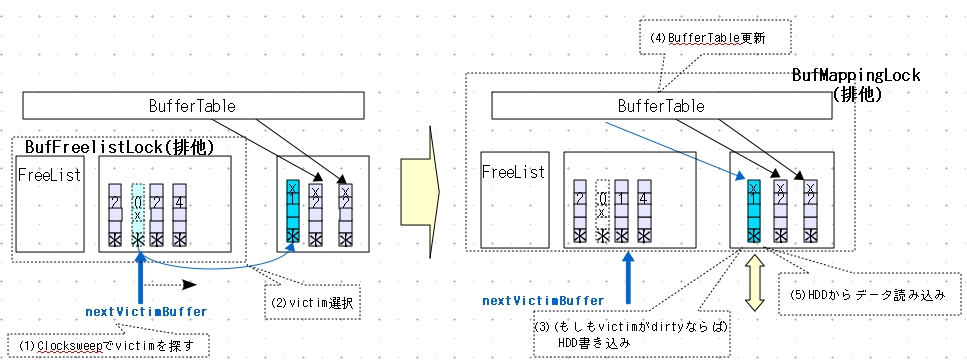 BufferTable
BufFreelistLock(排他)
FreeList
2
0
2
4
x
* * * *
x x x
1
2
2
* * *
(2)victim選択
nextVictimBuffer
(1)Clocksweepでvictimを探す
(4)BufferTable更新
BufMappingLock
(排他)
BufferTable
FreeList
2
0
1
4
x
* * * *
x x x
1
2
2
* * *
nextVictimBuffer
(3)(もしもvictimがdirtyならば)
HDD書き込み
(5)HDDからデータ読み込み